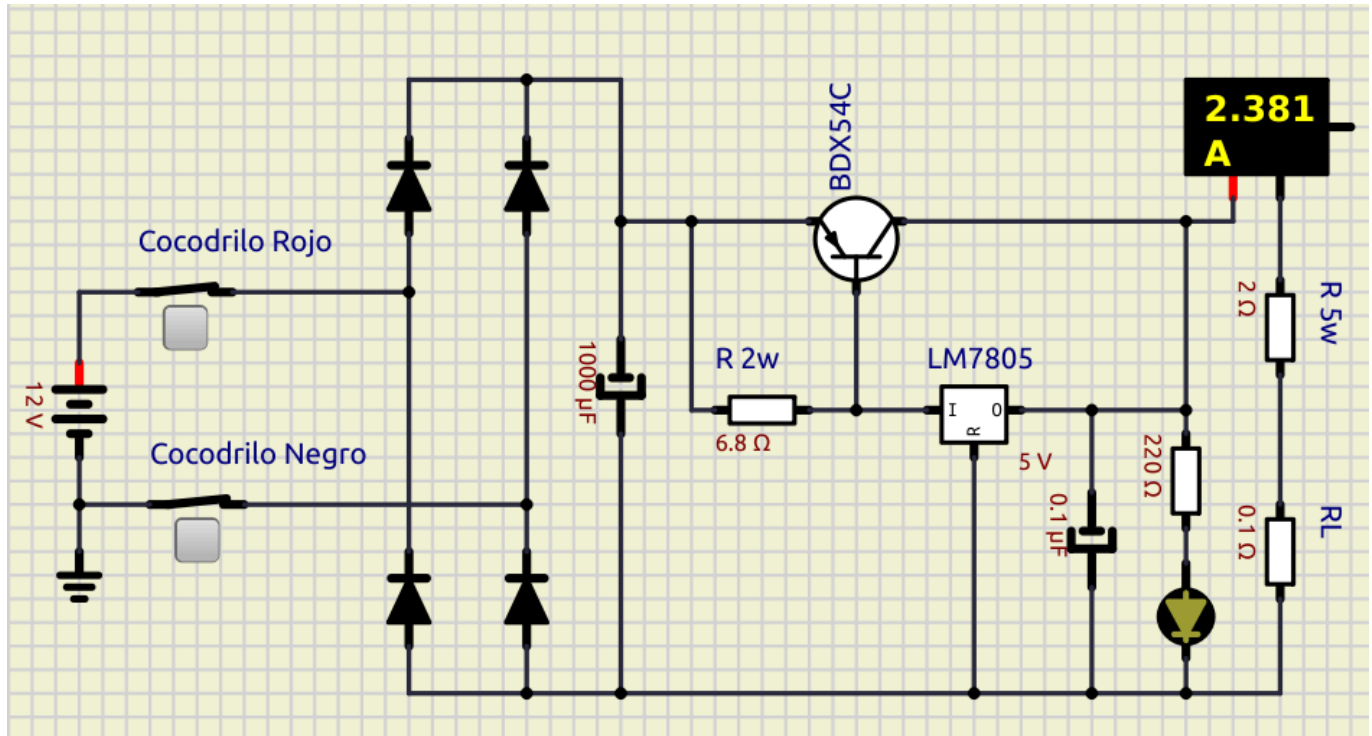 BDX54C
2.381
A
Cocodrilo Rojo
12 V
Cocodrilo Negro
1000 µF
R 2w
6.8 Ω
LM7805
I
O
R
5 V
0.1 µF
220 Ω
2 Ω
R 5w
0.1 Ω
RL